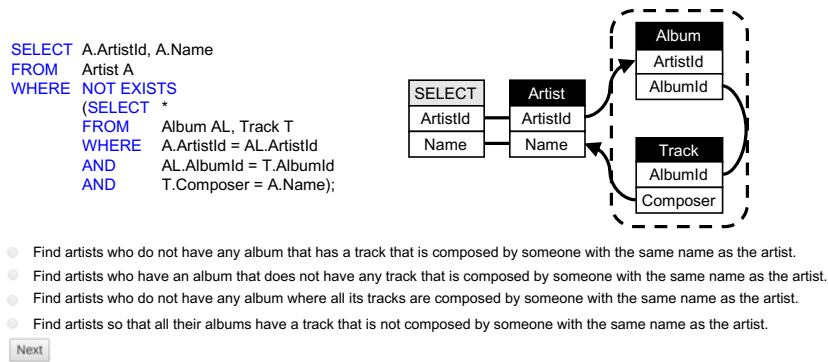 SELECT A.ArtistId, A.Name
FROM Artist A
WHERE NOT EXISTS
(SELECT *
FROM Album AL, Track T
WHERE A.ArtistId = AL.ArtistId
AND AL.AlbumId = T.AlbumId
AND T.Composer = A.Name);
SELECT
ArtistId
Name
Artist
ArtistId
Name
Album
ArtistId
AlbumId
Track
AlbumId
Composer
Find artists who do not have any album that has a track that is composed by someone with the same name as the artist.
Find artists who have an album that does not have any track that is composed by someone with the same name as the artist.
Find artists who do not have any album where all its tracks are composed by someone with the same name as the artist.
Find artists so that all their albums have a track that is not composed by someone with the same name as the artist.
Next